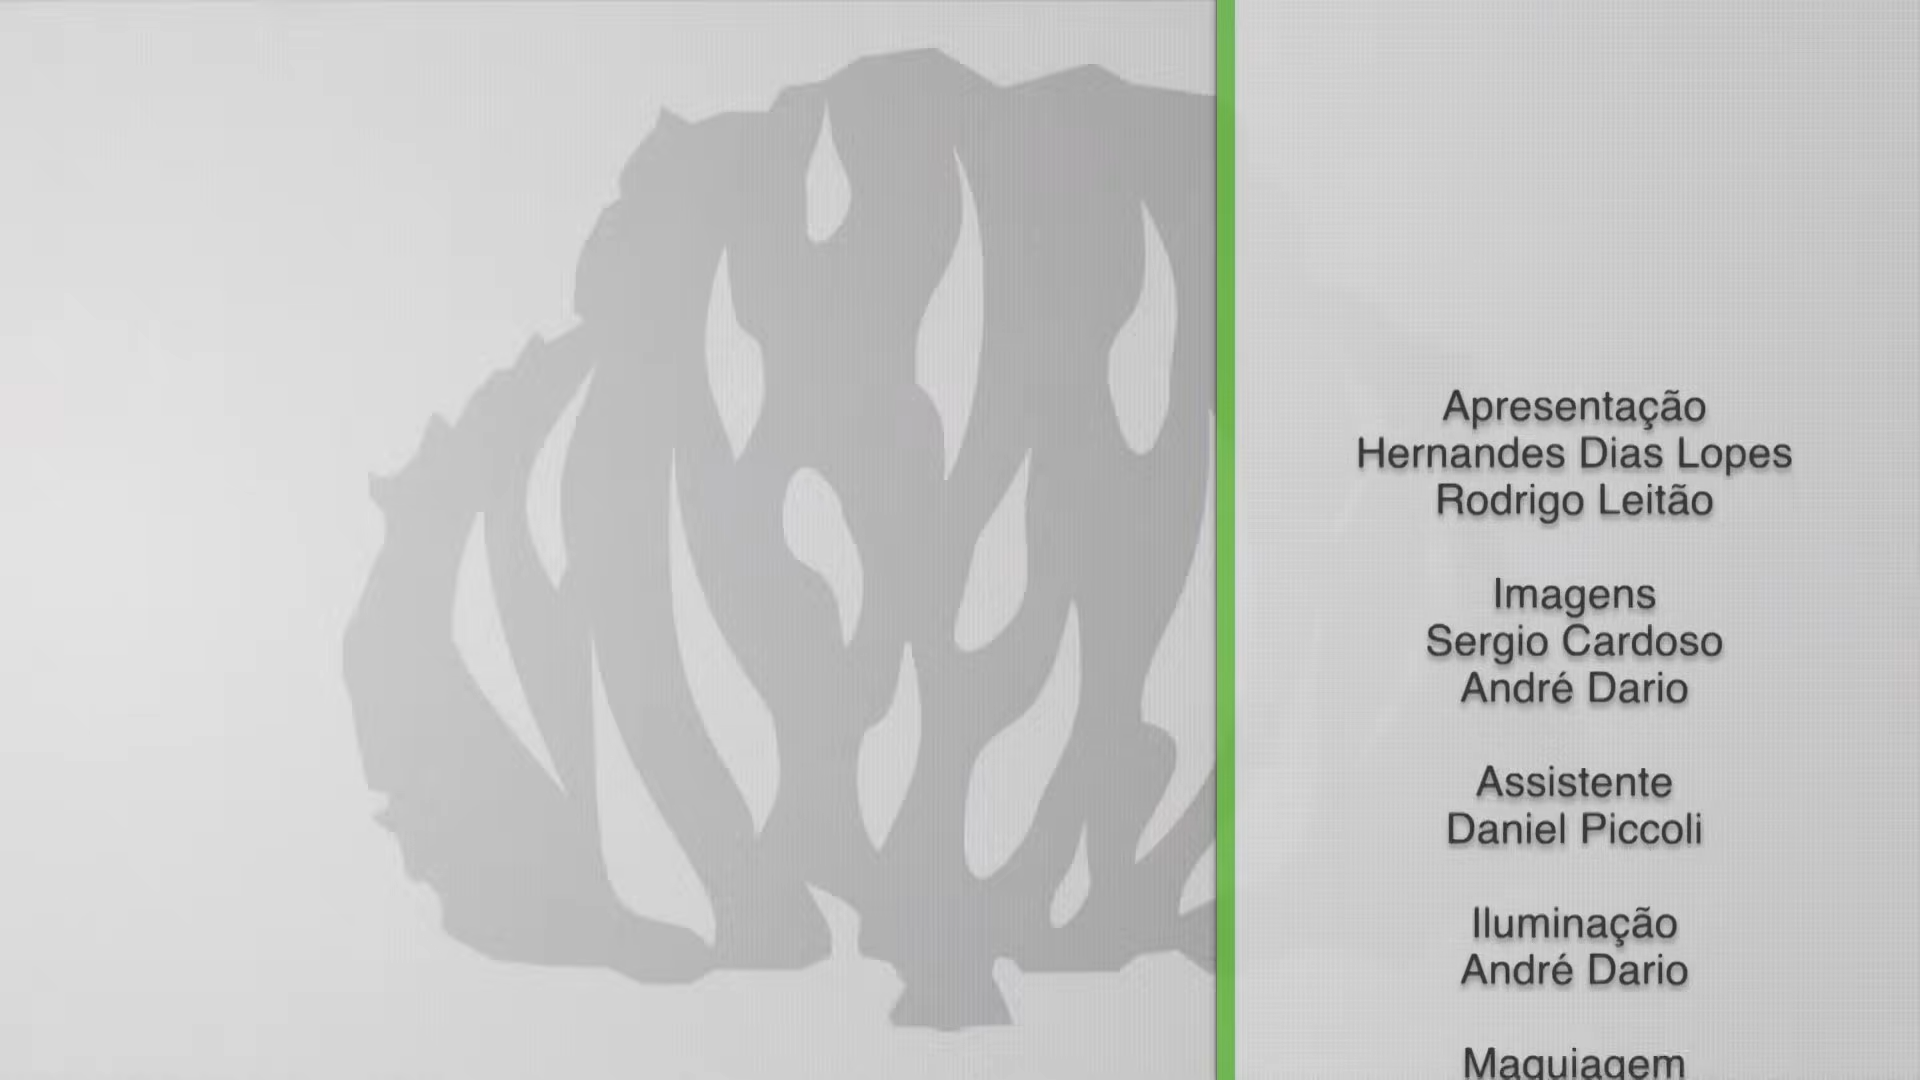 Apresentação
Hernandes Dias Lopes
Rodrigo Leitão
Imagens
Sergio Cardoso
André Dario
Assistente
Daniel Piccoli
Iluminação
André Dario
Maquiagem